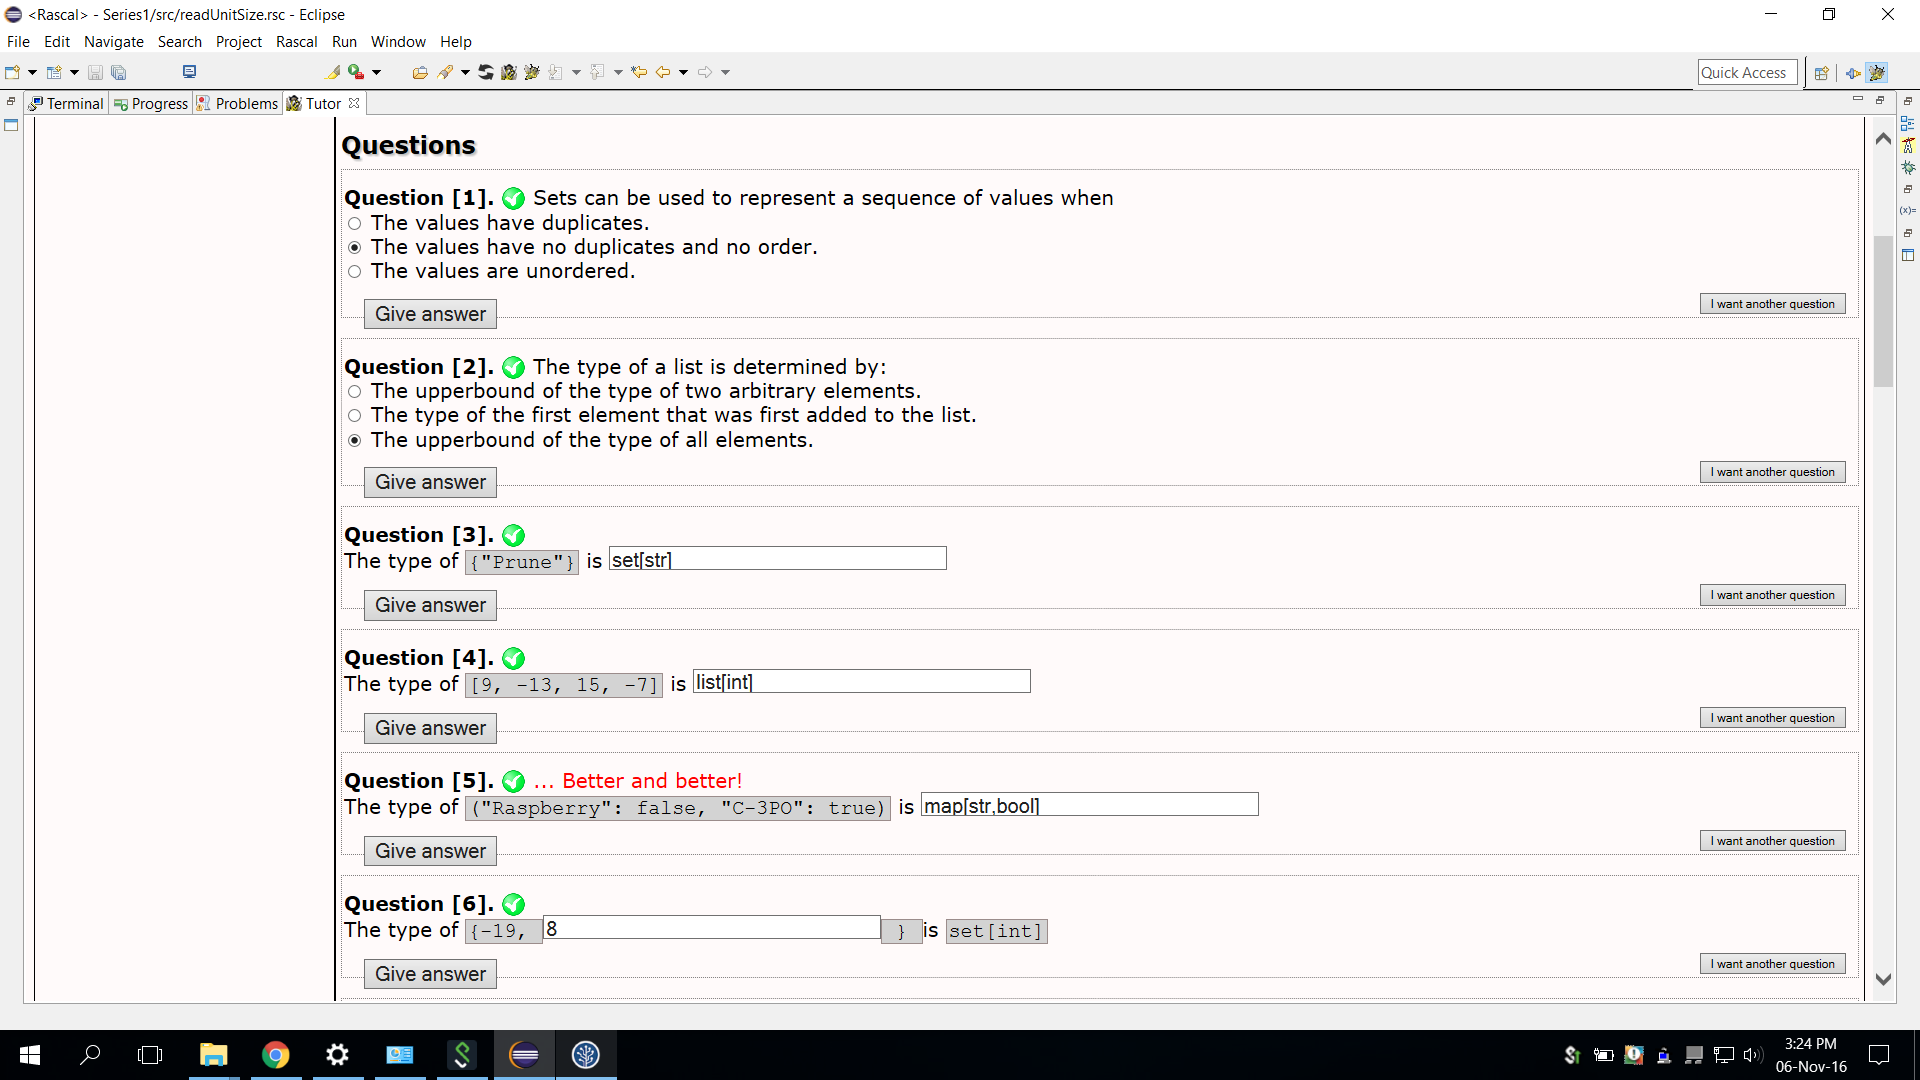 <Rascal> - Series1/src/readUnitSize.rsc - Eclipse
File Edit Navigate Search Project Rascal Run Window Help
Quick Access
Terminal Progress Problems Tutor
Questions
Question [1]. Sets can be used to represent a sequence of values when
The values have duplicates.
The values have no duplicates and no order.
The values are unordered.
Give answer
I want another question
Question [2]. The type of a list is determined by:
The upperbound of the type of two arbitrary elements.
The type of the first element that was first added to the list.
The upperbound of the type of all elements.
Give answer
I want another question
Question [3].
The type of {"Prune"} is set[str]
Give answer
I want another question
Question [4].
The type of [9, -13, 15, -7] is list[int]
Give answer
I want another question
Question [5]. ... Better and better!
The type of ("Raspberry": false, "C-3PO": true) is map[str,bool]
Give answer
I want another question
Question [6].
The type of {-19, 8 } is set[int]
Give answer
I want another question
(x)=
3:24 PM
06-Nov-16